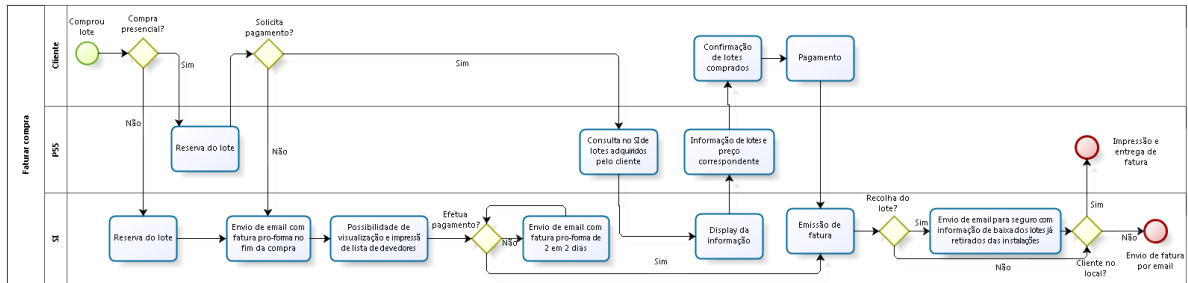 Faturar compra
Cliente
PSS
SI
Comprou
lote
Compra
presencial?
Sim
Não
Reserva do lote
Solicita
pagamento?
Sim
Não
Reserva do lote
Envio de email com
fatura pro-forma no
fim da compra
Possibilidade de
visualização e impressã
de lista de devedores
Efetua
pagamento?
Não
Envio de email com
fatura pro-forma de
2 em 2 dias
Sim
Consulta no SI de
lotes adquiridos
pelo cliente
Display da
informação
Informação de lotes e
preço
correspondente
Confirmação
de lotes
comprados
Pagamento
Emissão de
fatura
Recolha do
lote?
Sim
Não
Envio de email para seguro com
informação de baixa dos lotes já
retirados das instalações
Cliente no
local?
Sim
Não
Impressão e
entrega de
fatura
Envio de fatura
por email